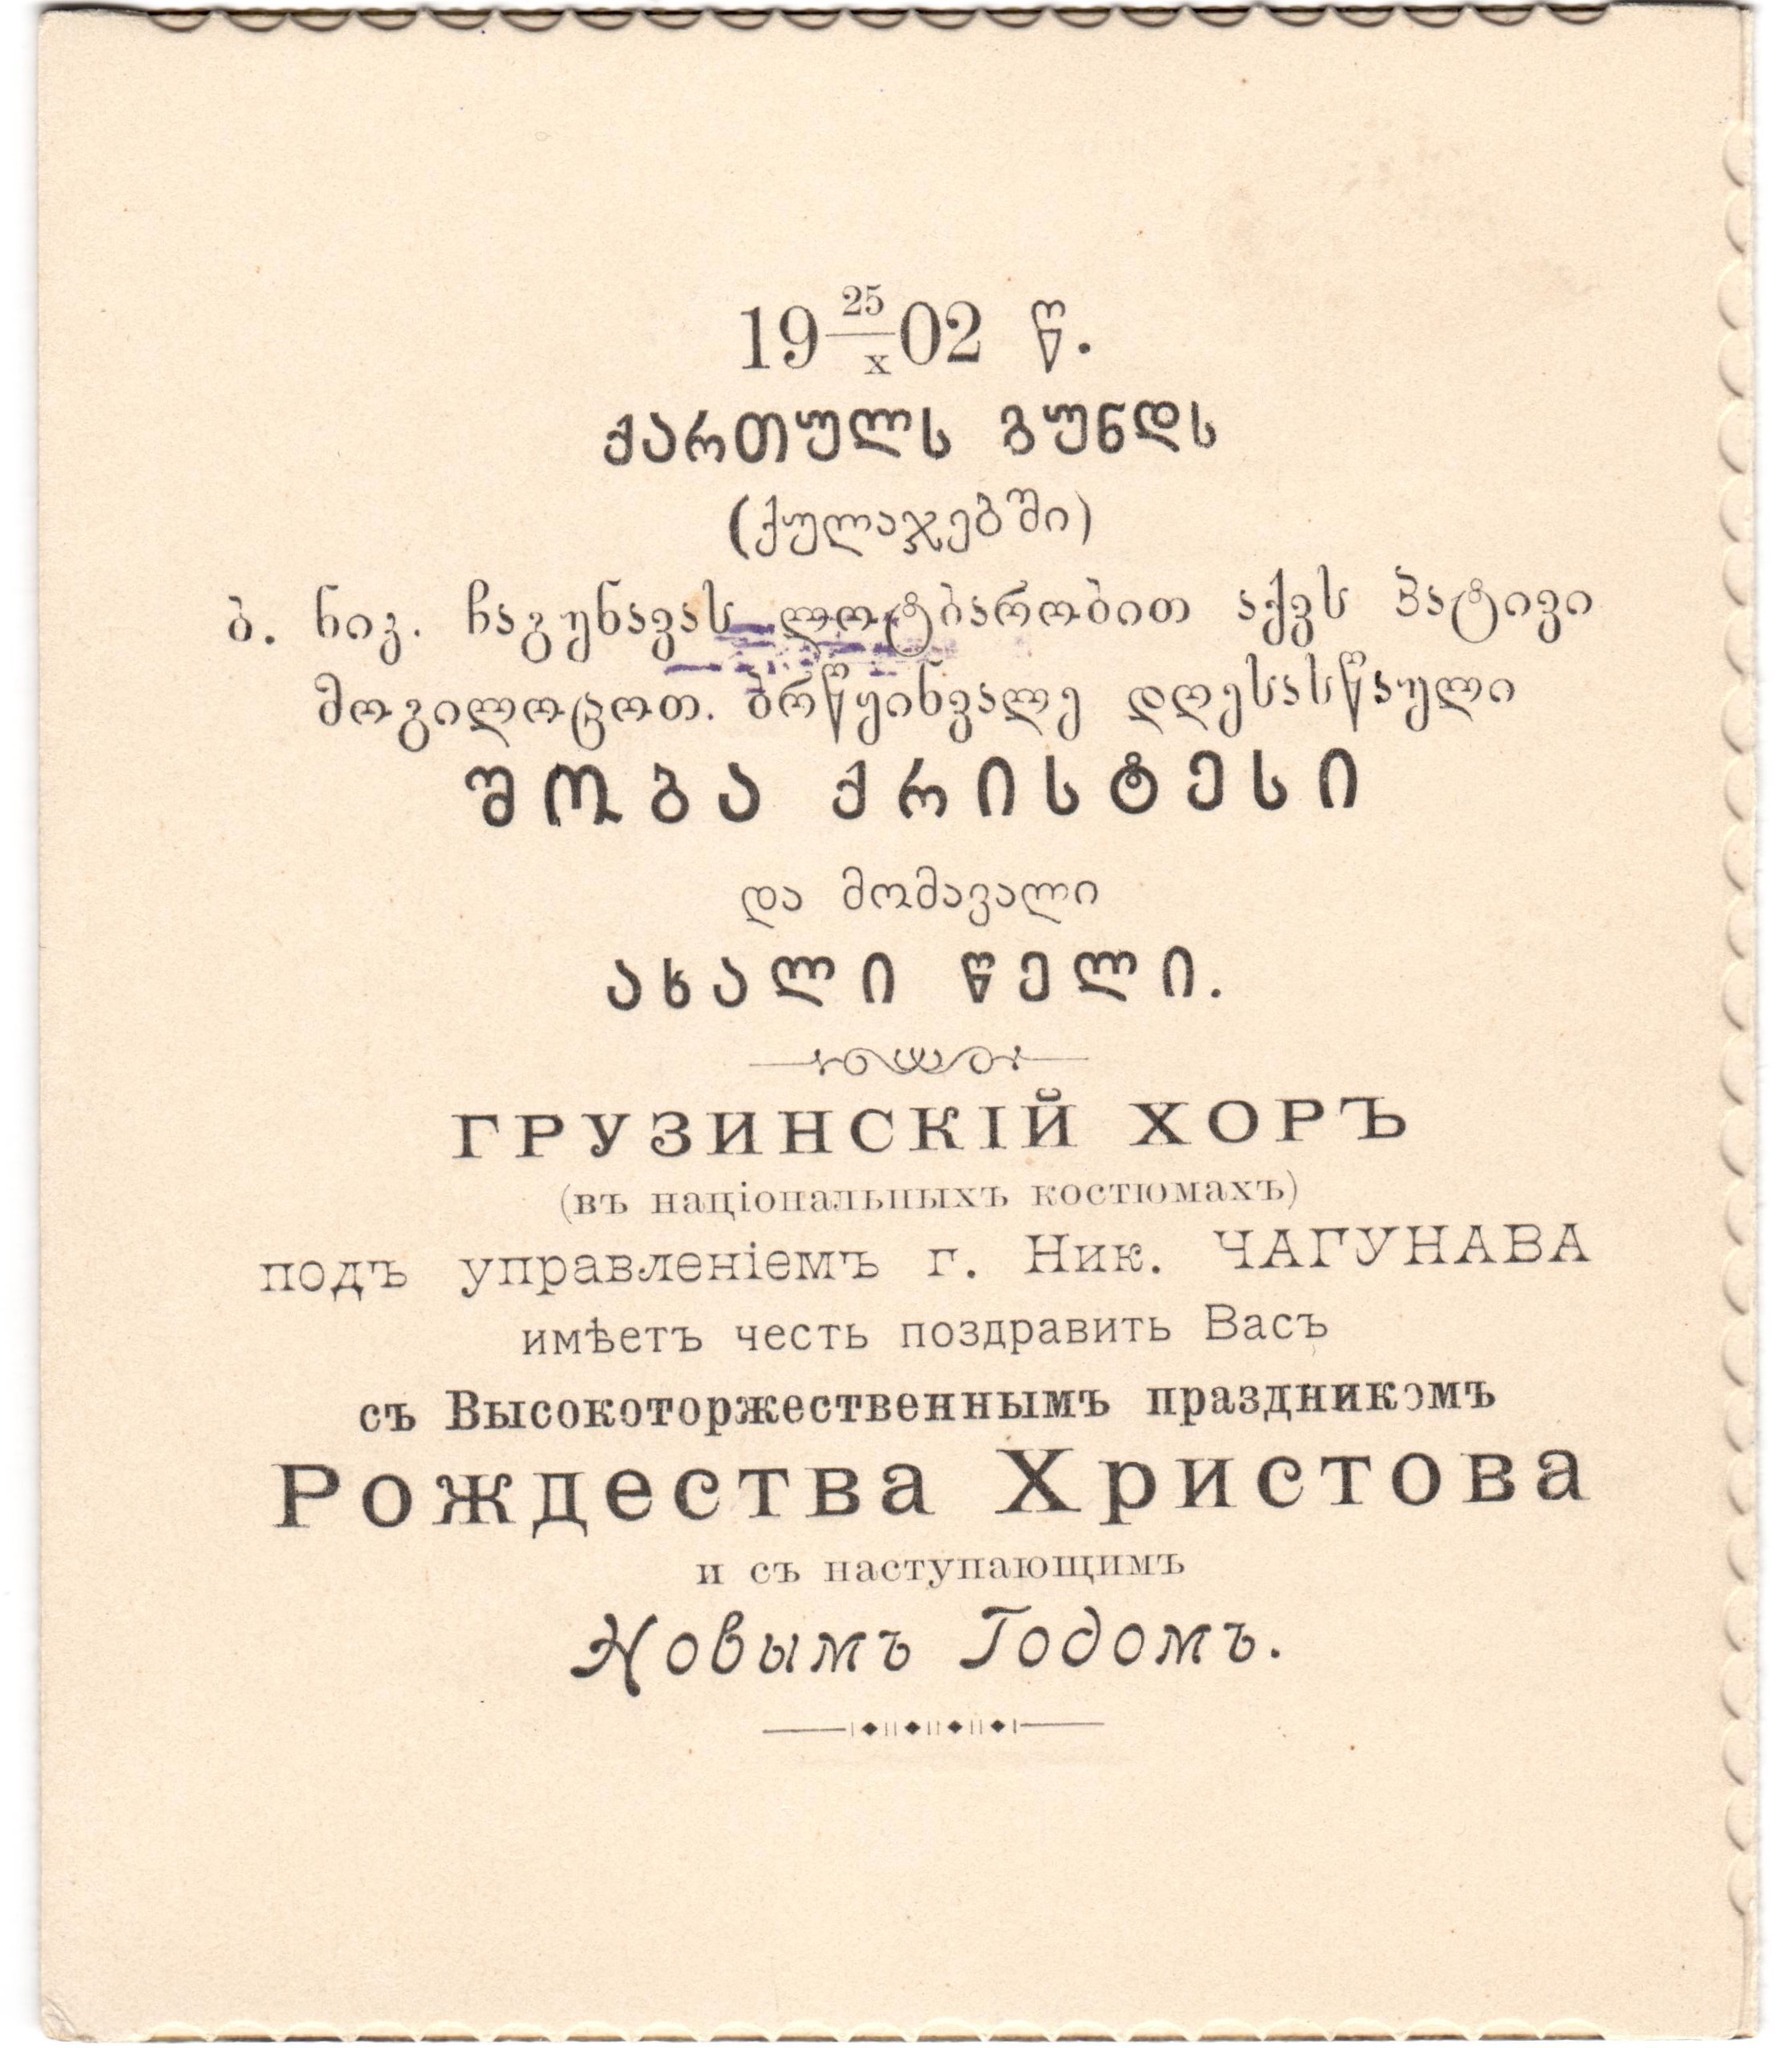 19 25/x 02 წ.
ქართულს გუნდს
(ქულაჯებში)
ბ. ნიკ. ჩაგუნავას ლოტბარობით აქვს პატივი
მოგილოცოთ. ბრწყინვალე დღესასწაული
შობა ქრისტესი
და მომავალი
ახალი წელი.
ГРУЗИНСКІЙ ХОРЪ
(въ національныхъ костюмахъ)
подъ управленіемъ г. Ник. ЧАГУНАВА
имѣетъ честь поздравить Васъ
съ Высокоторжественнымъ праздникомъ
Рождества Христова
и съ наступающимъ
Новымъ Годомъ.